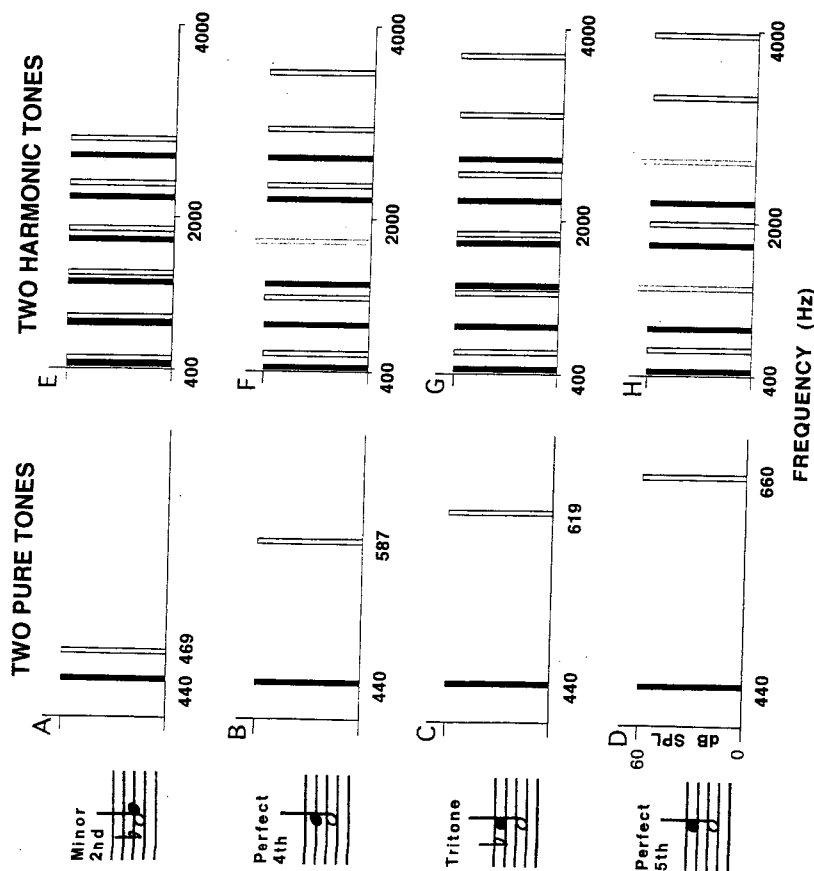 TWO PURE TONES
TWO HARMONIC TONES
Minor
2nd
A
440
469
E
400
2000
4000
Perfect
4th
B
440
587
F
400
2000
4000
Tritone
C
440
619
G
400
2000
4000
Perfect
5th
D
60
dB SPL
0
440
660
H
400
2000
4000
FREQUENCY (Hz)